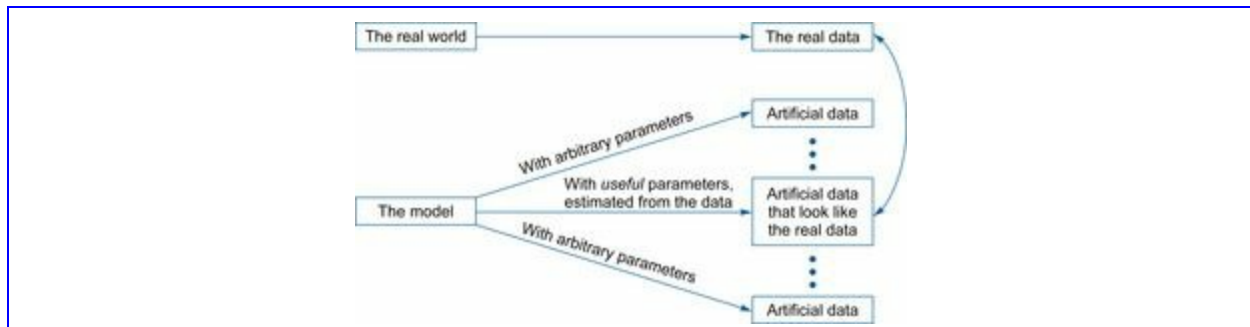 The real world
The real data
Artificial data
With arbitrary parameters
With useful parameters,
estimated from the data
The model
Artificial data
that look like
the real data
With arbitrary parameters
Artificial data